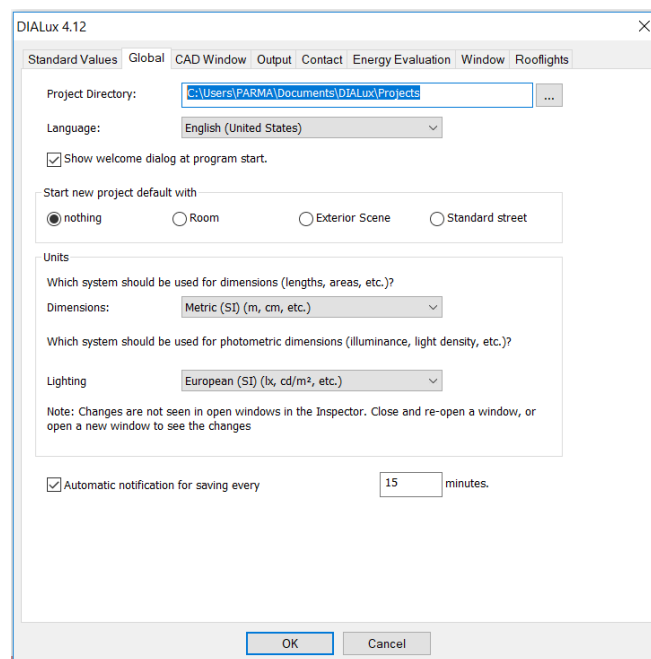 DIALux 4.12
Standard Values Global CAD Window Output Contact Energy Evaluation Window Rooflights
Project Directory: C:\Users\PARMA\Documents\DIALux\Projects ...
Language: English (United States)
Show welcome dialog at program start.
Start new project default with
nothing Room Exterior Scene Standard street
Units
Which system should be used for dimensions (lengths, areas, etc.)?
Dimensions: Metric (SI) (m, cm, etc.)
Which system should be used for photometric dimensions (illuminance, light density, etc.)?
Lighting European (SI) (lx, cd/m², etc.)
Note: Changes are not seen in open windows in the Inspector. Close and re-open a window, or
open a new window to see the changes
Automatic notification for saving every 15 minutes.
OK Cancel